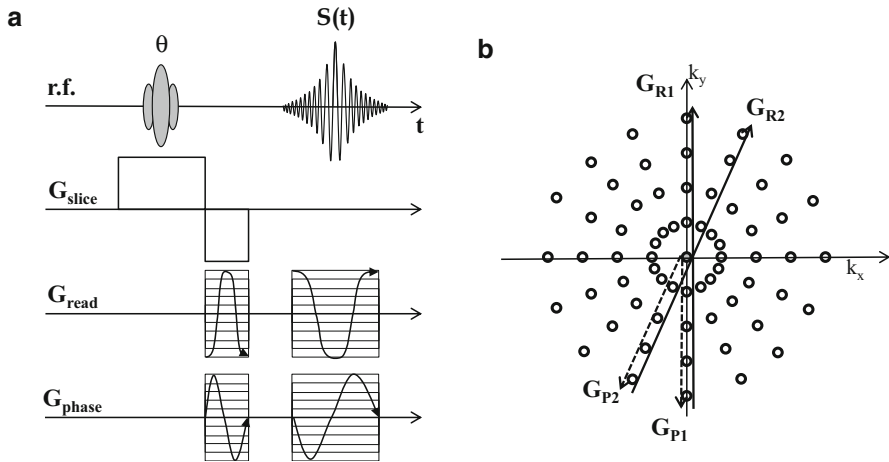 a
θ
S(t)
r.f.
t
G_slice
G_read
G_phase
b
k_y
G_R1
G_R2
k_x
G_P2
G_P1